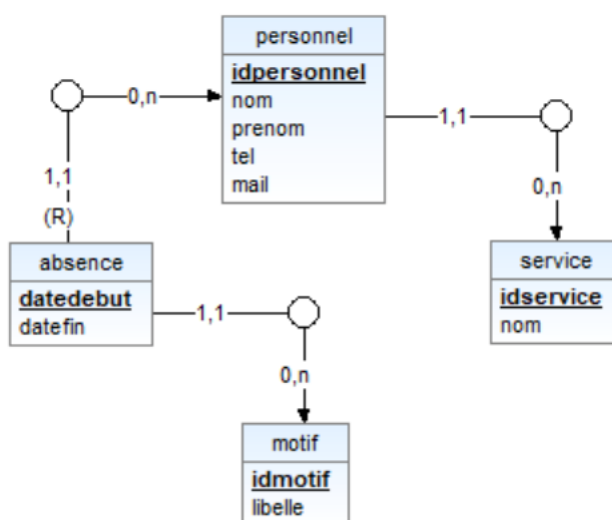 personnel
idpersonnel
nom
prenom
tel
mail
0,n
1,1
1,1
(R)
0,n
absence
datedebut
datefin
1,1
service
idservice
nom
0,n
motif
idmotif
libelle